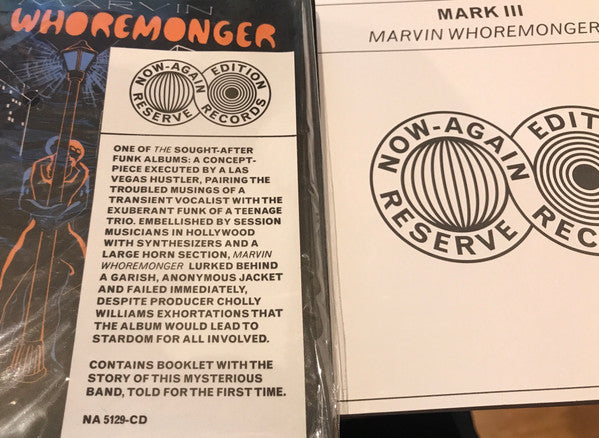 MARVIN
WHOREMONGER
NOW-AGAIN
RESERVE
EDITION
RECORDS
ONE OF THE SOUGHT-AFTER
FUNK ALBUMS: A CONCEPT-
PIECE EXECUTED BY A LAS
VEGAS HUSTLER, PAIRING THE
TROUBLED MUSINGS OF A
TRANSIENT VOCALIST WITH THE
EXUBERANT FUNK OF A TEENAGE
TRIO. EMBELLISHED BY SESSION
MUSICIANS IN HOLLYWOOD
WITH SYNTHESIZERS AND A
LARGE HORN SECTION, MARVIN
WHOREMONGER LURKED BEHIND
A GARISH, ANONYMOUS JACKET
AND FAILED IMMEDIATELY,
DESPITE PRODUCER CHOLLY
WILLIAMS EXHORTATIONS THAT
THE ALBUM WOULD LEAD TO
STARDOM FOR ALL INVOLVED.
CONTAINS BOOKLET WITH THE
STORY OF THIS MYSTERIOUS
BAND, TOLD FOR THE FIRST TIME.
NA 5129-CD
MARK III
MARVIN WHOREMONGER
NOW-AGAIN
RESERVE
EDITI
REC